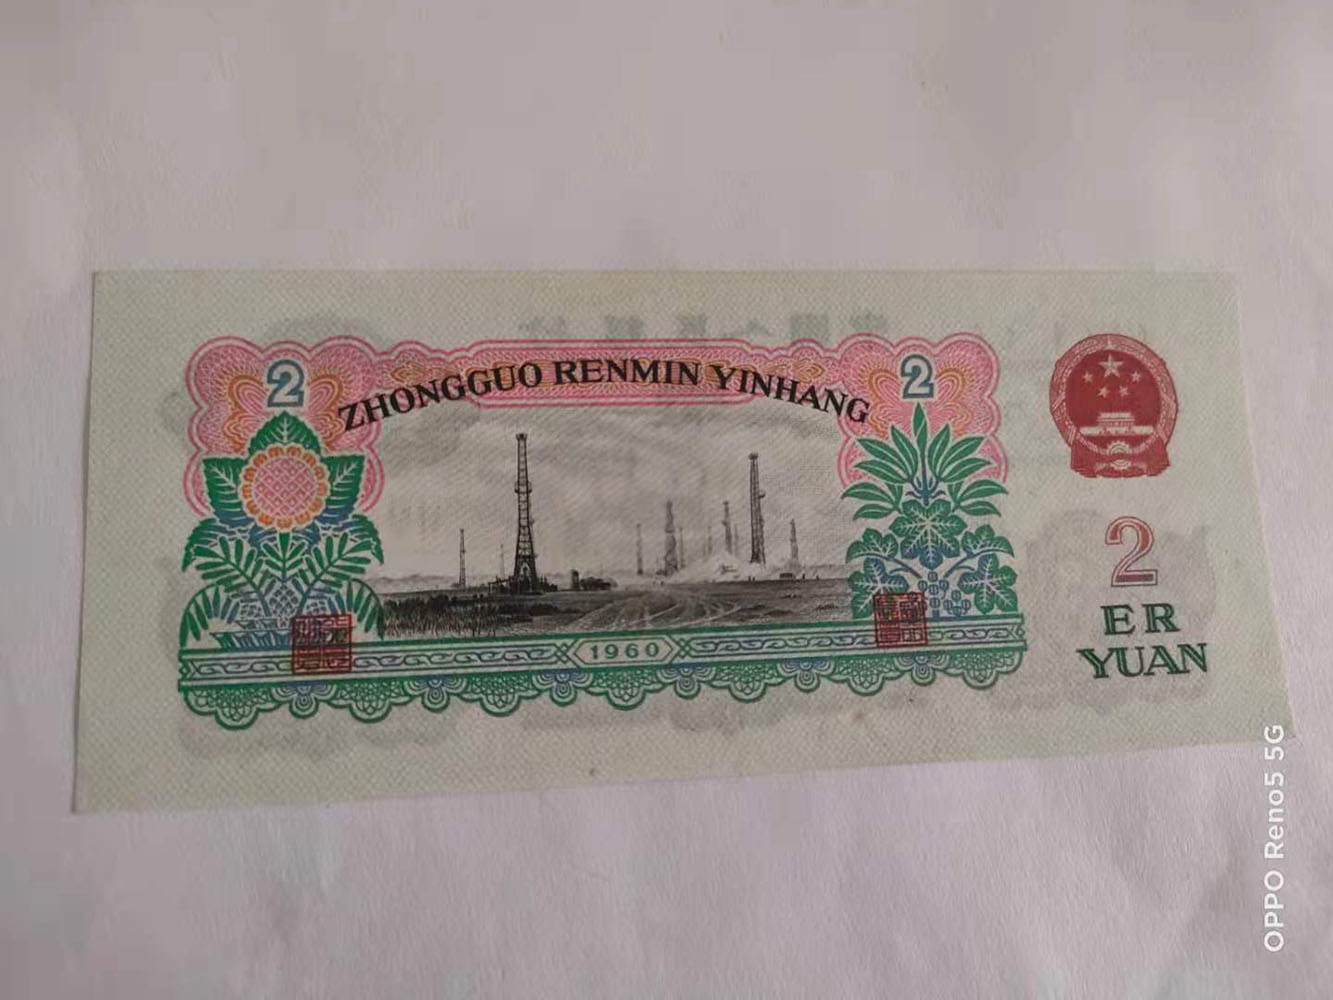 2
ZHONGGUO RENMIN YINHANG
2
2
ER
YUAN
1960
OPPO Reno5 5G